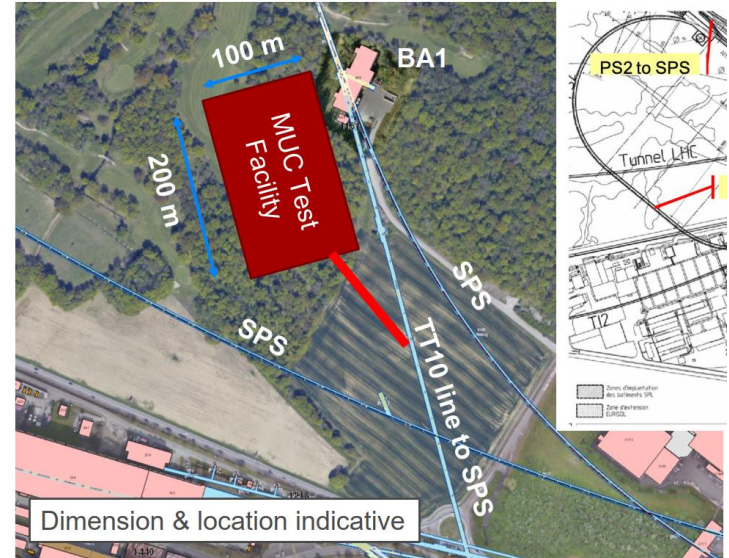 100 m
BA1
MUC Test
Facility
200 m
SPS
SPS
TT10 line to SPS
Dimension & location indicative
PS2 to SPS
Tunnel LHC
TI2
Zones d'implantation
des batiments SPL
Zone d'extension
EURISOL